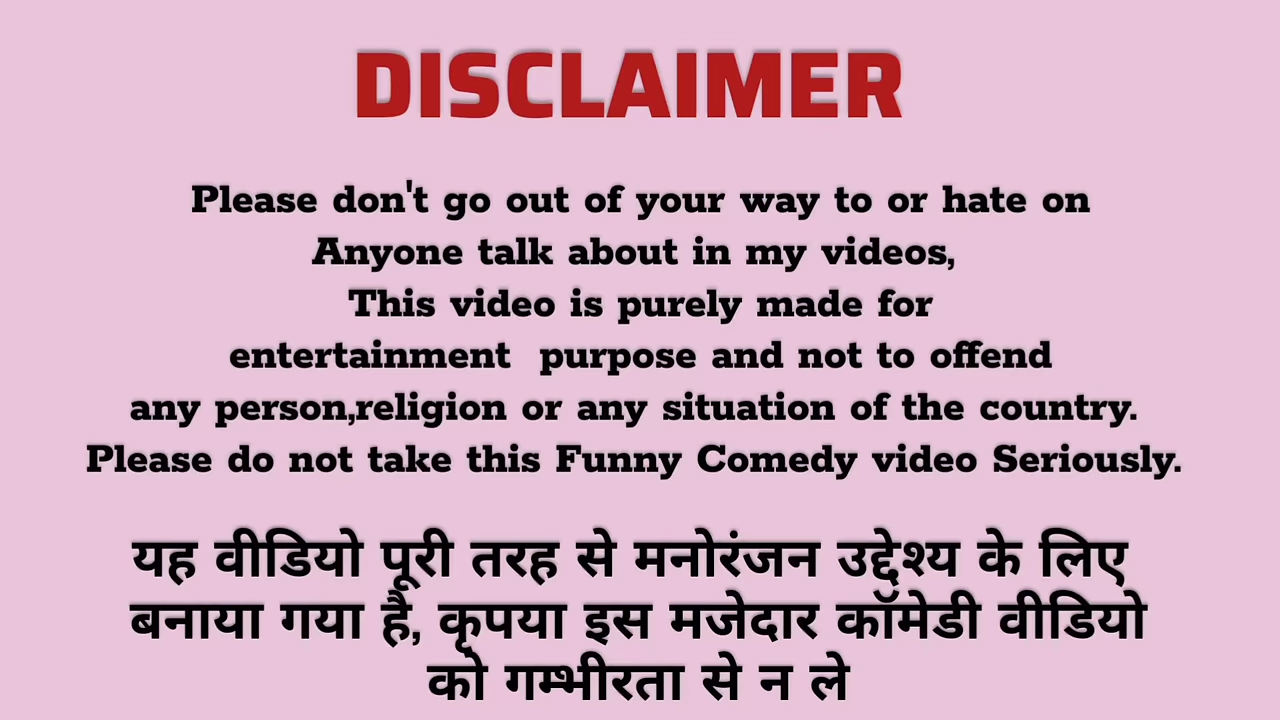 DISCLAIMER
Please don't go out of your way to or hate on
Anyone talk about in my videos,
This video is purely made for
entertainment purpose and not to offend
any person,religion or any situation of the country.
Please do not take this Funny Comedy video Seriously.
यह वीडियो पूरी तरह से मनोरंजन उद्देश्य के लिए
बनाया गया है, कृपया इस मजेदार कॉमेडी वीडियो
को गम्भीरता से न ले